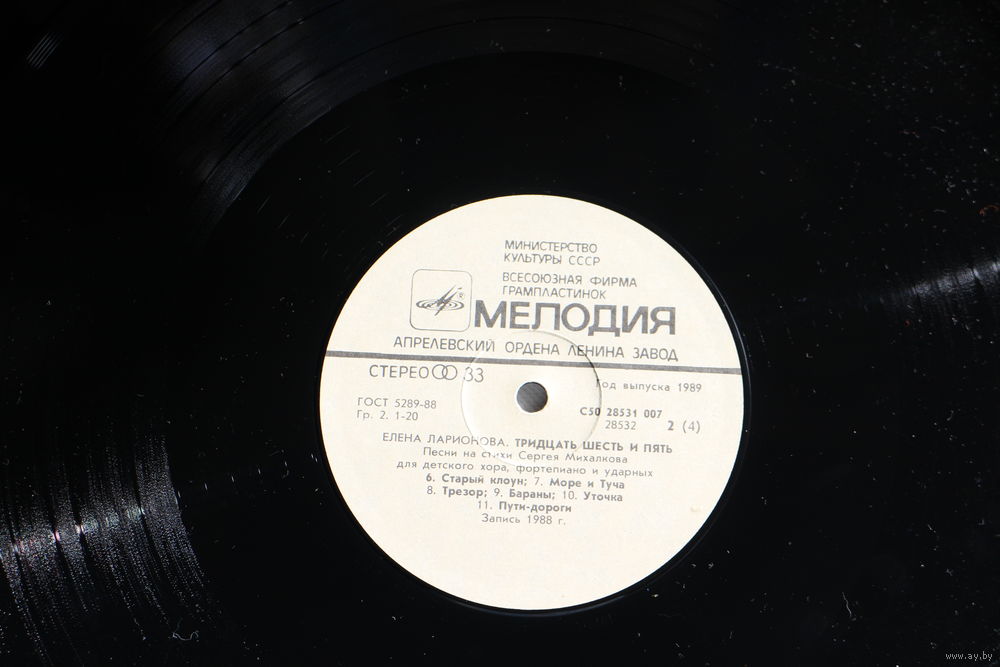 МИНИСТЕРСТВО
КУЛЬТУРЫ СССР
ВСЕСОЮЗНАЯ ФИРМА
ГРАМПЛАСТИНОК
МЕЛОДИЯ
АПРЕЛЕВСКИЙ ОРДЕНА ЛЕНИНА ЗАВОД
СТЕРЕО 33
Год выпуска 1989
ГОСТ 5289-88
Гр. 2. 1-20
С50 28531 007
28532 2 (4)
ЕЛЕНА ЛАРИОНОВА. ТРИДЦАТЬ ШЕСТЬ И ПЯТЬ
Песни на стихи Сергея Михалкова
для детского хора, фортепиано и ударных
6. Старый клоун; 7. Море и Туча
8. Трезор; 9. Бараны; 10. Уточка
11. Пути-дороги
Запись 1988 г.
www.ay.by